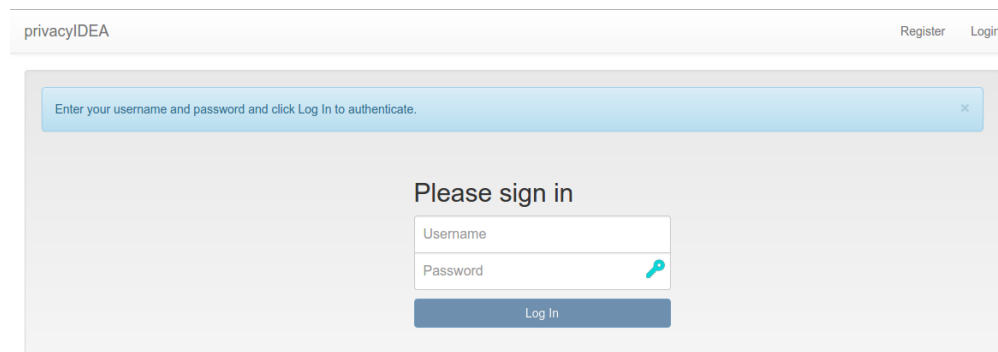 privacyIDEA Register Login
Enter your username and password and click Log In to authenticate. ×
Please sign in
Username
Password
Log In